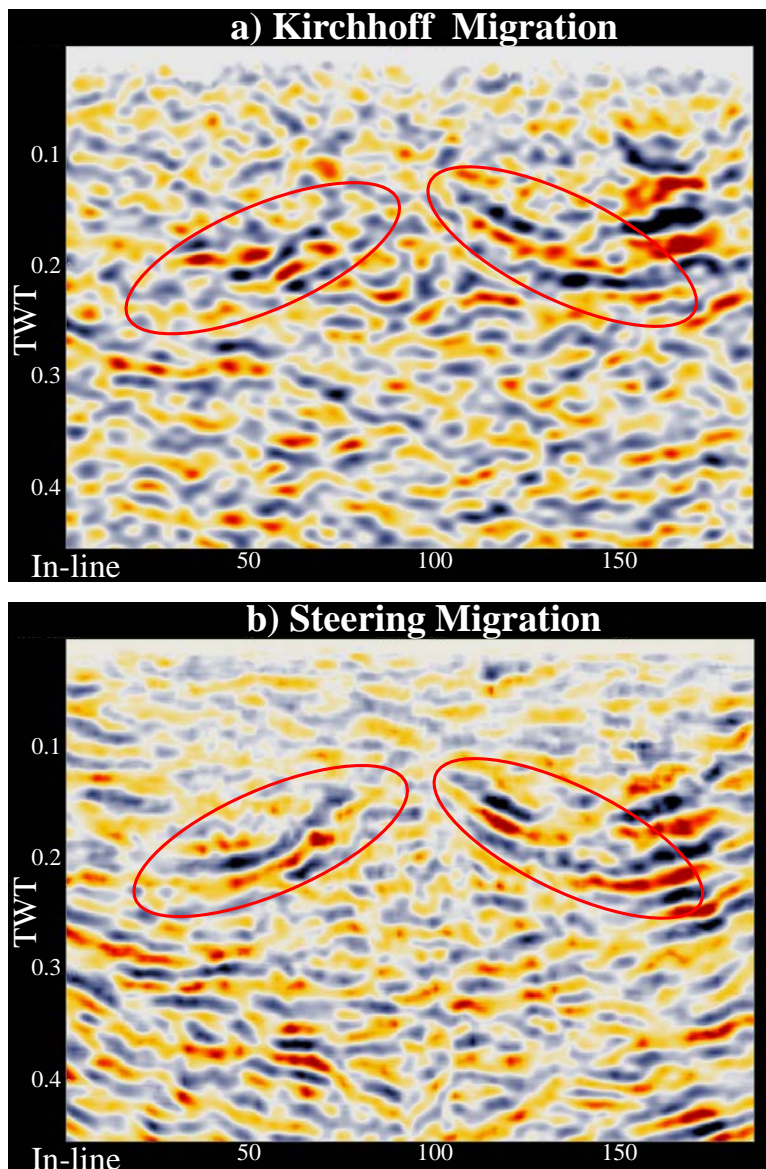 a) Kirchhoff Migration
0.1
0.2
TWT
0.3
0.4
In-line 50 100 150
b) Steering Migration
0.1
0.2
TWT
0.3
0.4
In-line 50 100 150